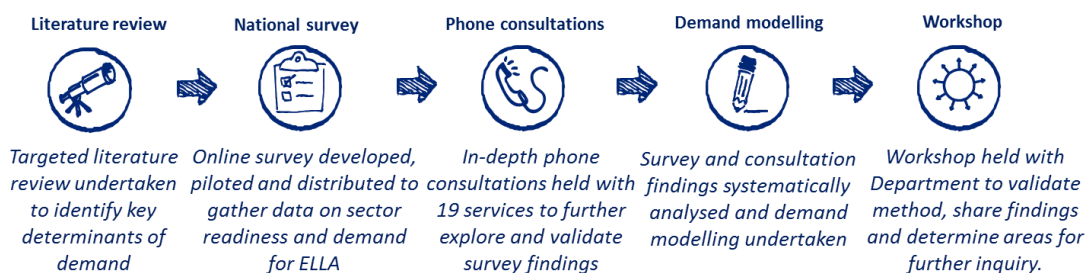 Literature review
Targeted literature
review undertaken
to identify key
determinants of
demand
National survey
Online survey developed,
piloted and distributed to
gather data on sector
readiness and demand
for ELLA
Phone consultations
In-depth phone
consultations held with
19 services to further
explore and validate
survey findings
Demand modelling
Survey and consultation
findings systematically
analysed and demand
modelling undertaken
Workshop
Workshop held with
Department to validate
method, share findings
and determine areas for
further inquiry.